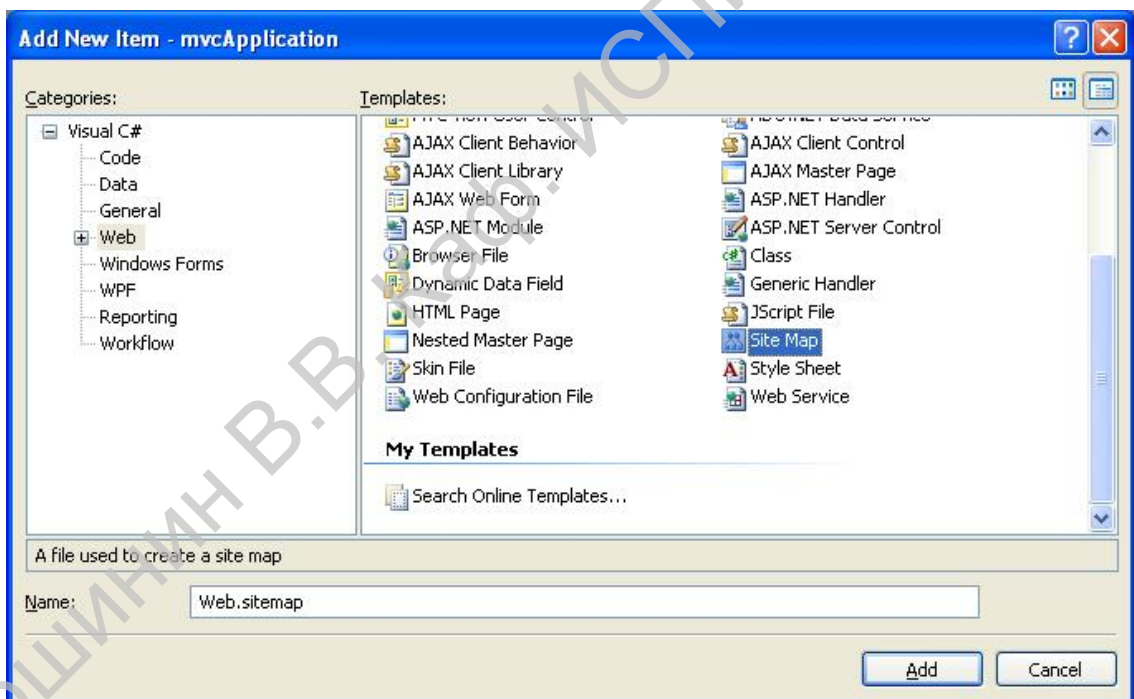 Add New Item - mvcApplication
Categories:
Templates:
Visual C#
Code
Data
General
Web
Windows Forms
WPF
Reporting
Workflow
AJAX Client Behavior
AJAX Client Control
AJAX Client Library
AJAX Master Page
AJAX Web Form
ASP.NET Handler
ASP.NET Module
ASP.NET Server Control
Browser File
Class
Dynamic Data Field
Generic Handler
HTML Page
JScript File
Nested Master Page
Site Map
Skin File
Style Sheet
Web Configuration File
Web Service
My Templates
Search Online Templates...
A file used to create a site map
Name:
Web.sitemap
Add
Cancel
В.В. Каф.